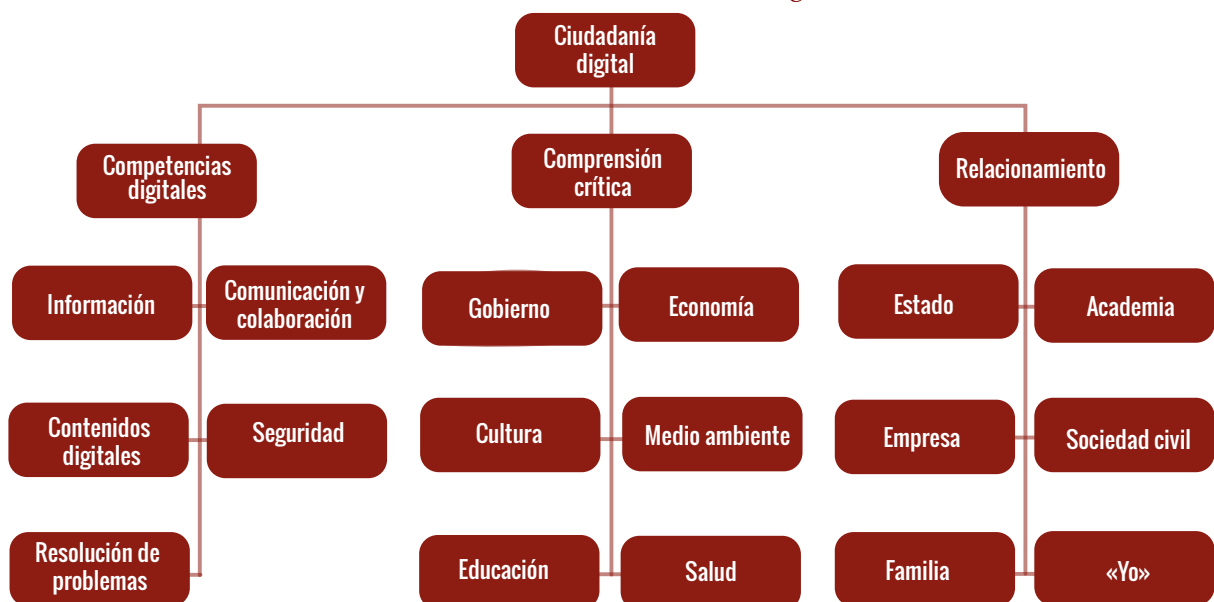 Ciudadanía
digital
Competencias
digitales
Comprensión
crítica
Relacionamiento
Información
Comunicación y
colaboración
Gobierno
Economía
Estado
Academia
Contenidos
digitales
Seguridad
Cultura
Medio ambiente
Empresa
Sociedad civil
Resolución de
problemas
Educación
Salud
Familia
«Yo»